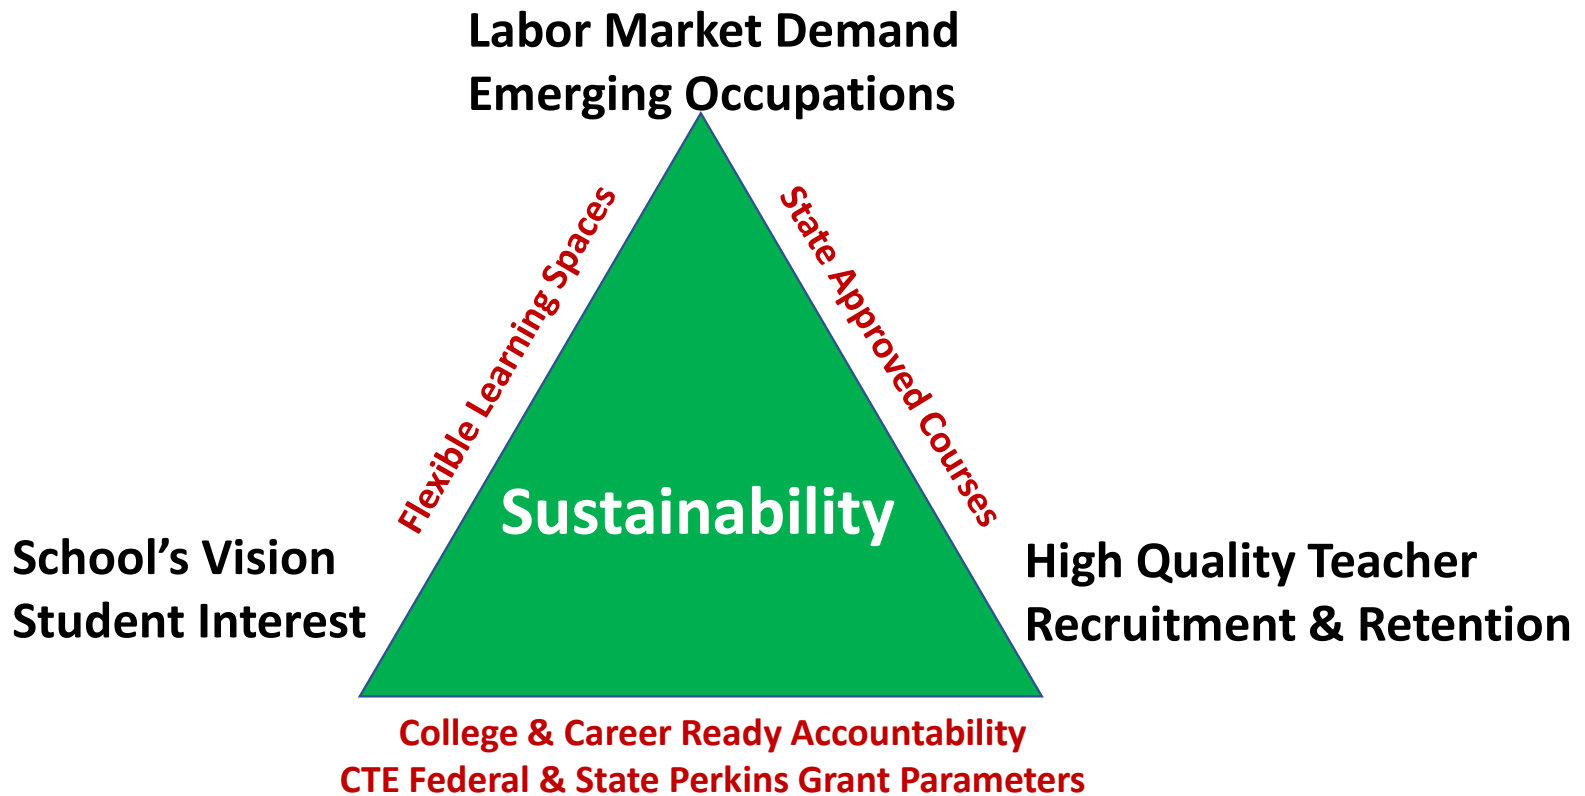 Labor Market Demand
Emerging Occupations
Flexible Learning Spaces
State Approved Courses
Sustainability
School’s Vision
Student Interest
High Quality Teacher
Recruitment & Retention
College & Career Ready Accountability
CTE Federal & State Perkins Grant Parameters